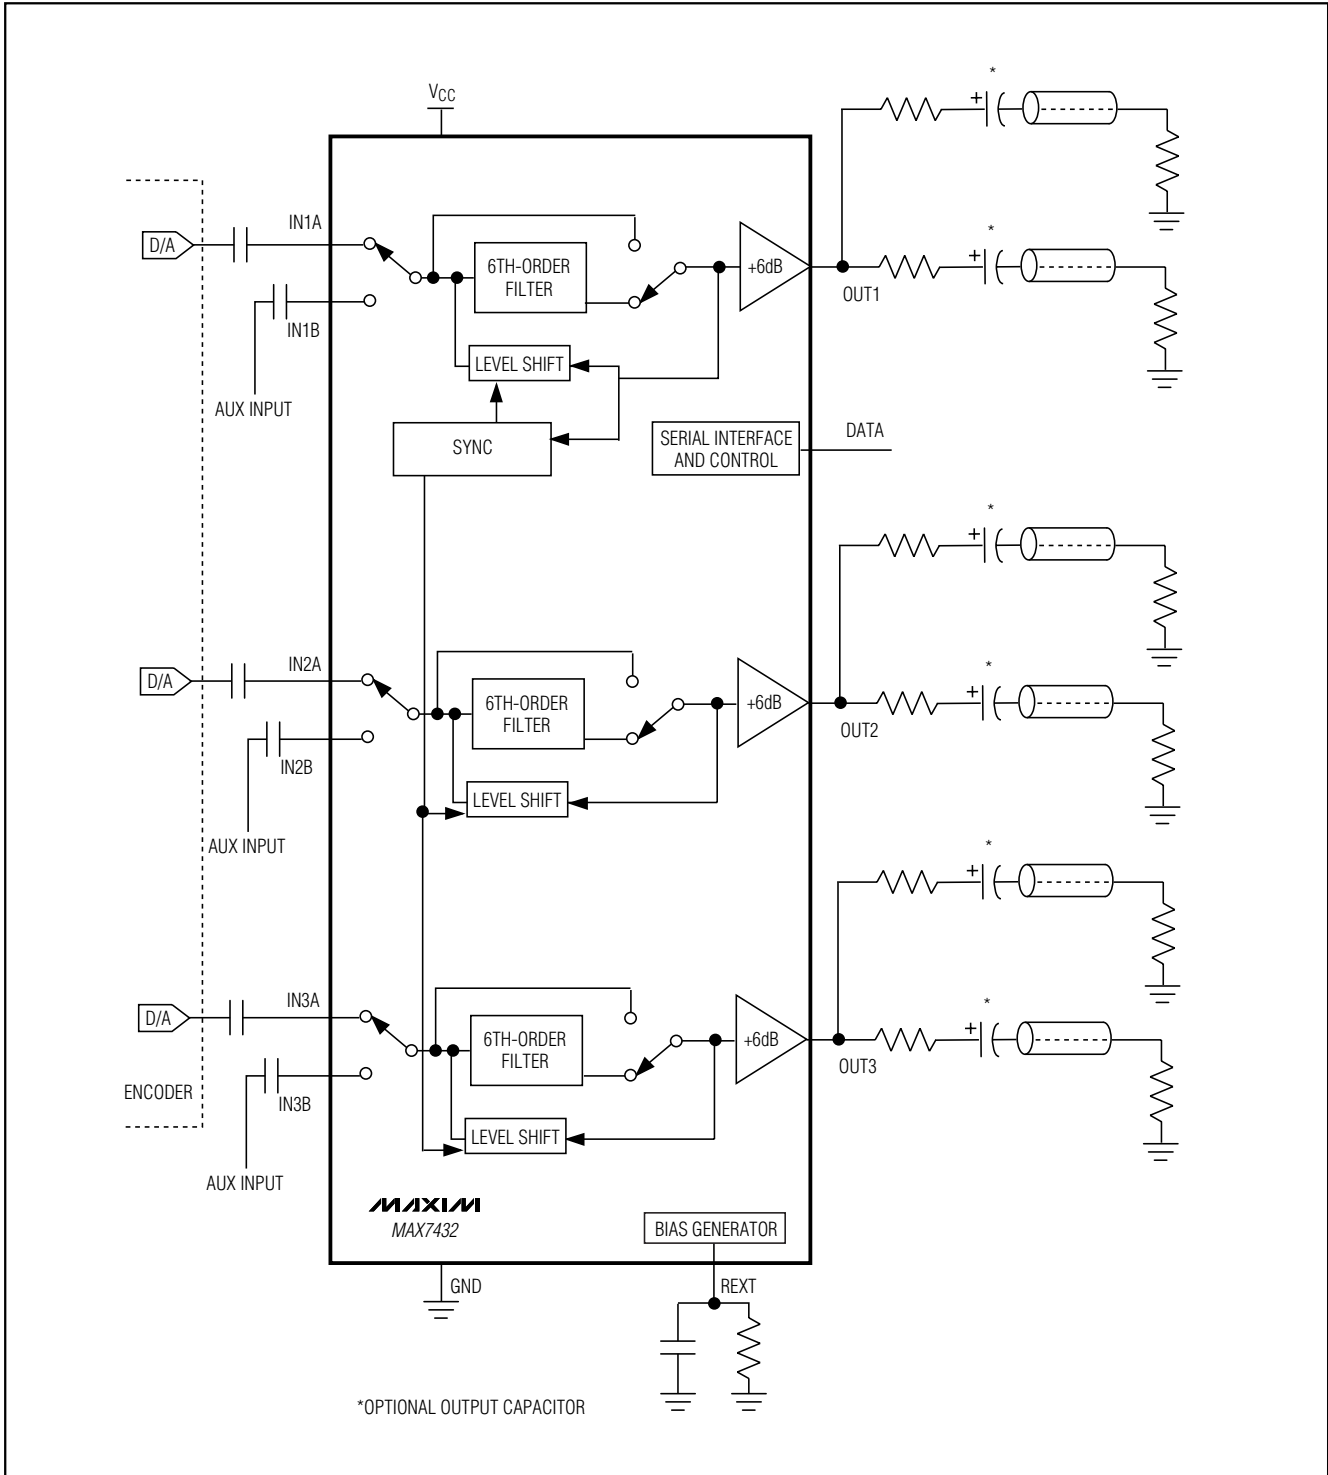 VCC
*
+
IN1A
D/A
6TH-ORDER
FILTER
+6dB
*
+
OUT1
IN1B
LEVEL SHIFT
AUX INPUT
SYNC
SERIAL INTERFACE
AND CONTROL
DATA
*
+
IN2A
D/A
6TH-ORDER
FILTER
+6dB
*
+
OUT2
IN2B
LEVEL SHIFT
AUX INPUT
*
+
IN3A
D/A
6TH-ORDER
FILTER
+6dB
*
+
OUT3
ENCODER
IN3B
LEVEL SHIFT
AUX INPUT
MAXIM
MAX7432
BIAS GENERATOR
GND
REXT
*OPTIONAL OUTPUT CAPACITOR